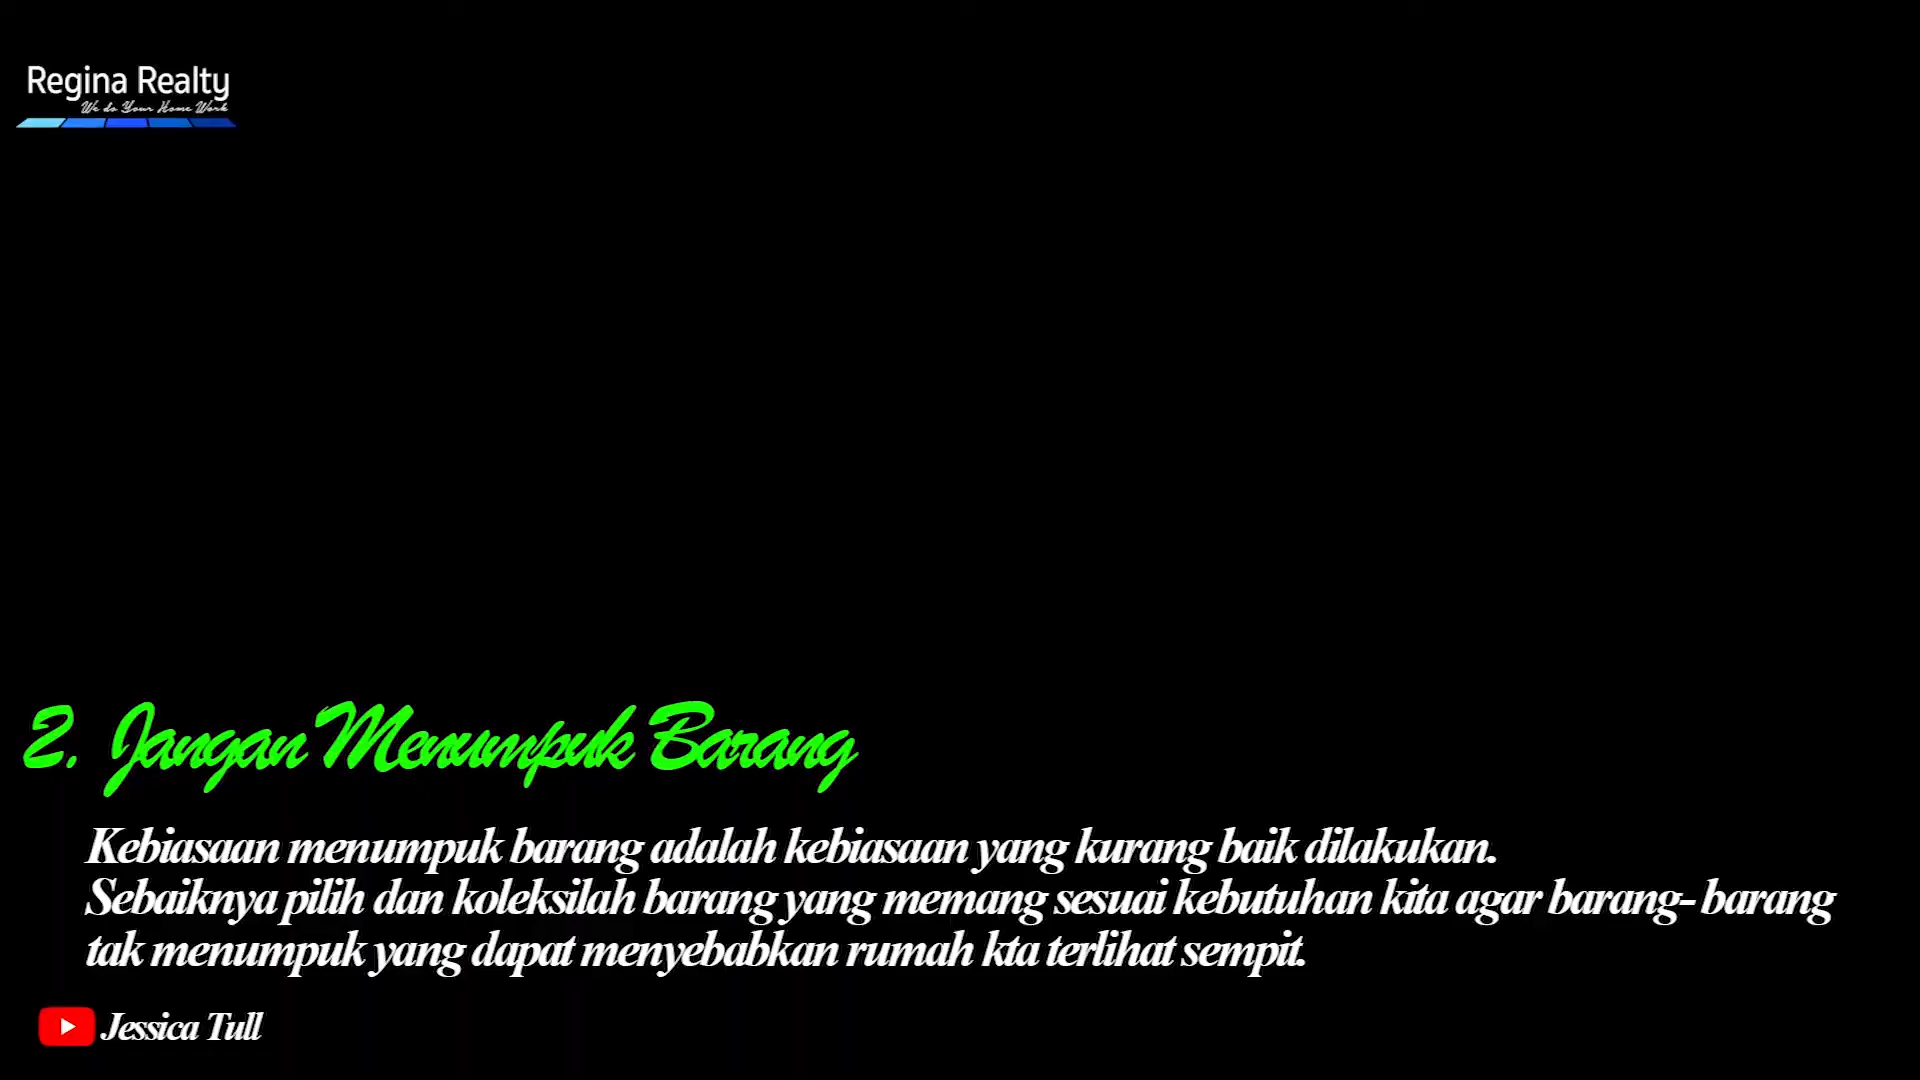 Regina Realty
We do Your Home Work
2. Jangan Menumpuk Barang
Kebiasaan menumpuk barang adalah kebiasaan yang kurang baik dilakukan.
Sebaiknya pilih dan koleksilah barang yang memang sesuai kebutuhan kita agar barang-barang
tak menumpuk yang dapat menyebabkan rumah kta terlihat sempit.
Jessica Tull